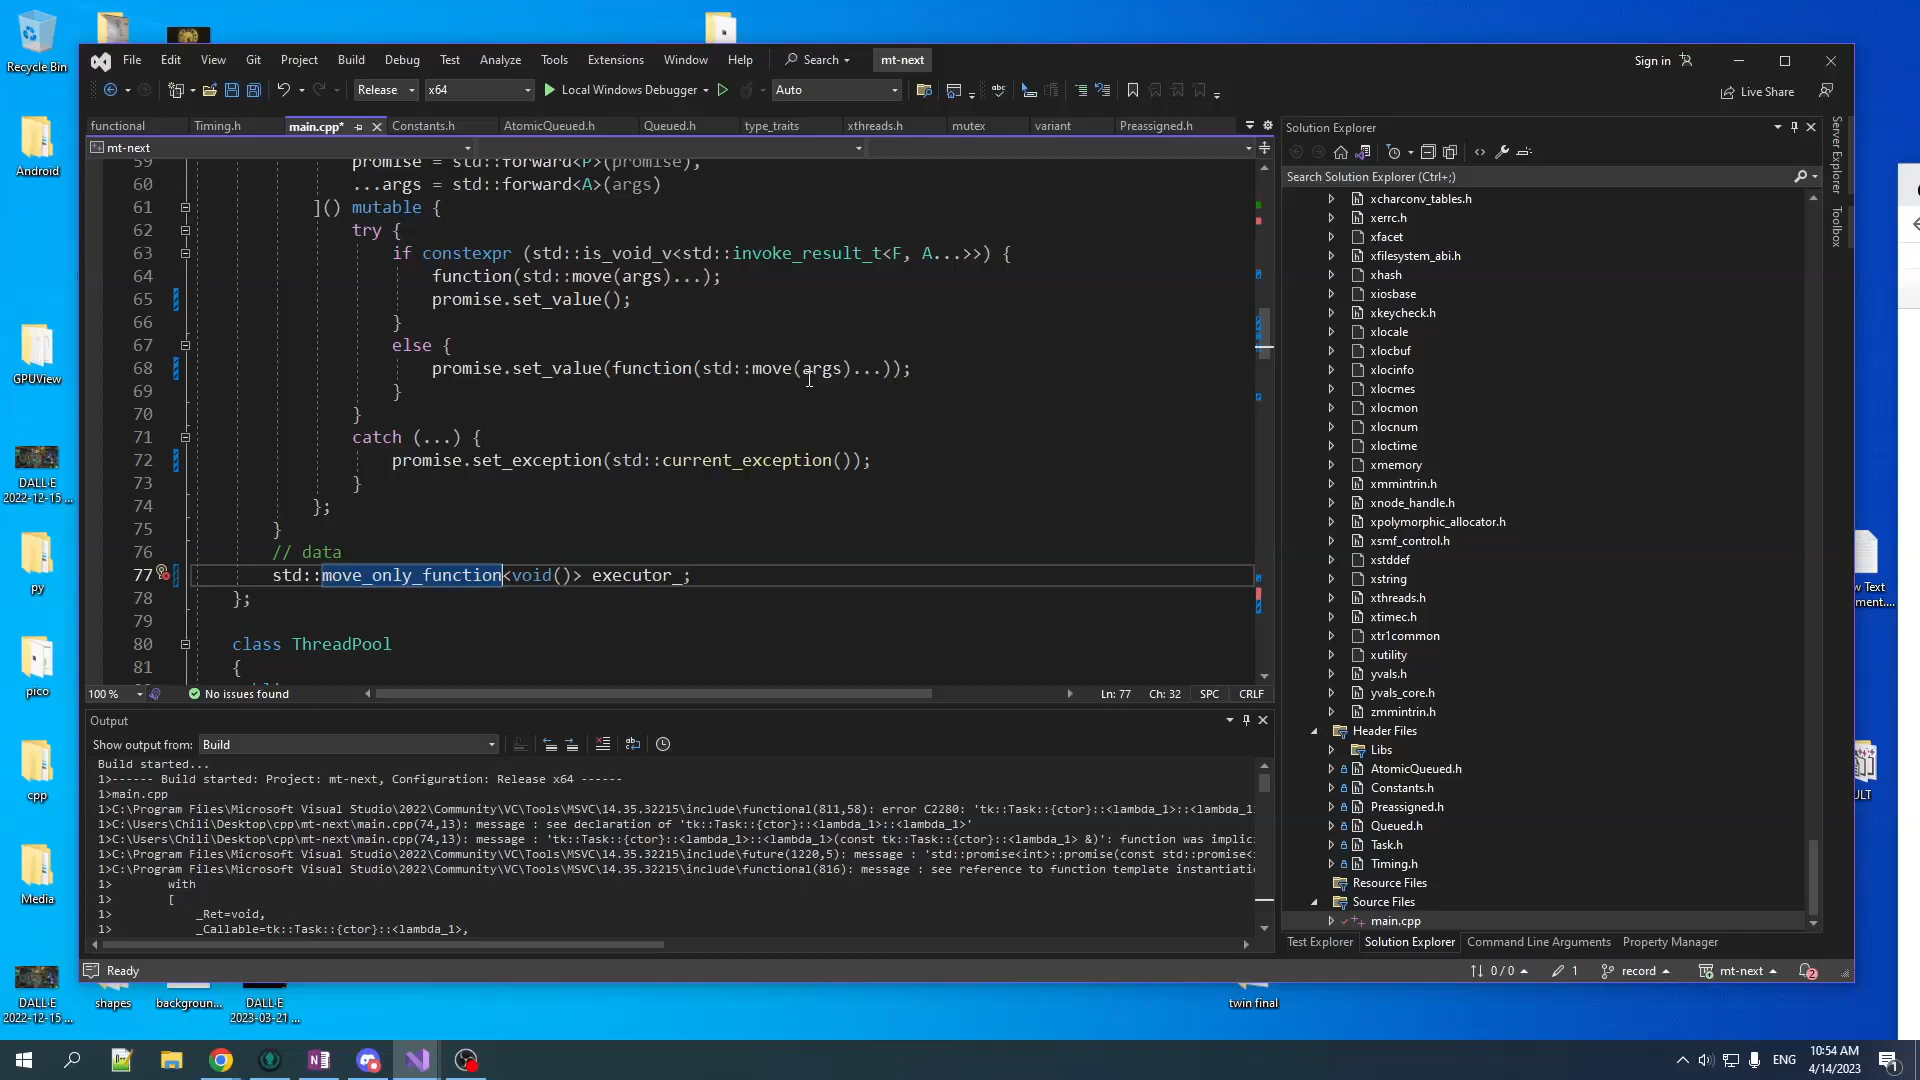 Recycle Bin
File Edit View Git Project Build Debug Test Analyze Tools Extensions Window Help Search mt-next
Sign in
Release x64 Local Windows Debugger Auto
Live Share
functional Timing.h main.cpp* Constants.h AtomicQueued.h Queued.h type_traits xthreads.h mutex variant Preassigned.h
mt-next
59 promise = std::forward<P>(promise),
60 ...args = std::forward<A>(args)
61 ]() mutable {
62 try {
63 if constexpr (std::is_void_v<std::invoke_result_t<F, A...>>) {
64 function(std::move(args)...);
65 promise.set_value();
66 }
67 else {
68 promise.set_value(function(std::move(args)...));
69 }
70 }
71 catch (...) {
72 promise.set_exception(std::current_exception());
73 }
74 };
75 }
76 // data
77 std::move_only_function<void()> executor_;
78 };
79
80 class ThreadPool
81 {
100 % No issues found Ln: 77 Ch: 32 SPC CRLF
Output
Show output from: Build
Build started...
1>------ Build started: Project: mt-next, Configuration: Release x64 ------
1>main.cpp
1>C:\Program Files\Microsoft Visual Studio\2022\Community\VC\Tools\MSVC\14.35.32215\include\functional(811,58): error C2280: 'tk::Task::{ctor}::<lambda_1>::<lambda_1
1>C:\Users\Chili\Desktop\cpp\mt-next\main.cpp(74,13): message : see declaration of 'tk::Task::{ctor}::<lambda_1>::<lambda_1>'
1>C:\Users\Chili\Desktop\cpp\mt-next\main.cpp(74,13): message : 'tk::Task::{ctor}::<lambda_1>::<lambda_1>(const tk::Task::{ctor}::<lambda_1> &)': function was implic
1>C:\Program Files\Microsoft Visual Studio\2022\Community\VC\Tools\MSVC\14.35.32215\include\future(1220,5): message : 'std::promise<int>::promise(const std::promise<
1>C:\Program Files\Microsoft Visual Studio\2022\Community\VC\Tools\MSVC\14.35.32215\include\functional(816): message : see reference to function template instantiatio
1> with
1> [
1> _Ret=void,
1> _Callable=tk::Task::{ctor}::<lambda_1>,
Solution Explorer
Search Solution Explorer (Ctrl+;)
xcharconv_tables.h
xerrc.h
xfacet
xfilesystem_abi.h
xhash
xiosbase
xkeycheck.h
xlocale
xlocbuf
xlocinfo
xlocmes
xlocmon
xlocnum
xloctime
xmemory
xmmintrin.h
xnode_handle.h
xpolymorphic_allocator.h
xsmf_control.h
xstddef
xstring
xthreads.h
xtimec.h
xtr1common
xutility
yvals.h
yvals_core.h
zmmintrin.h
Header Files
Libs
AtomicQueued.h
Constants.h
Preassigned.h
Queued.h
Task.h
Timing.h
Resource Files
Source Files
main.cpp
Test Explorer Solution Explorer Command Line Arguments Property Manager
Server Explorer
Toolbox
Ready
0 / 0 1 record mt-next 2
Android
GPUView
DALL·E
2022-12-15 ...
py
pico
cpp
Media
DALL·E
2022-12-15 ...
shapes
backgroun...
DALL·E
2023-03-21 ...
twin final
w Text
ment....
ULT
ENG
10:54 AM
4/14/2023
1